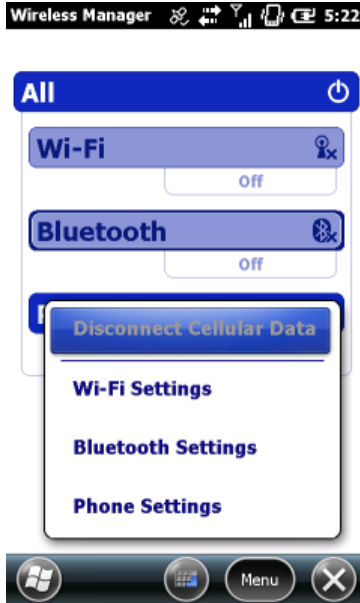 Wireless Manager 5:22
All
Wi-Fi
Off
Bluetooth
Off
Disconnect Cellular Data
Wi-Fi Settings
Bluetooth Settings
Phone Settings
Menu